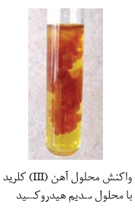 واکنش محلول آهن (III) کلرید
با محلول سدیم هیدروکسید